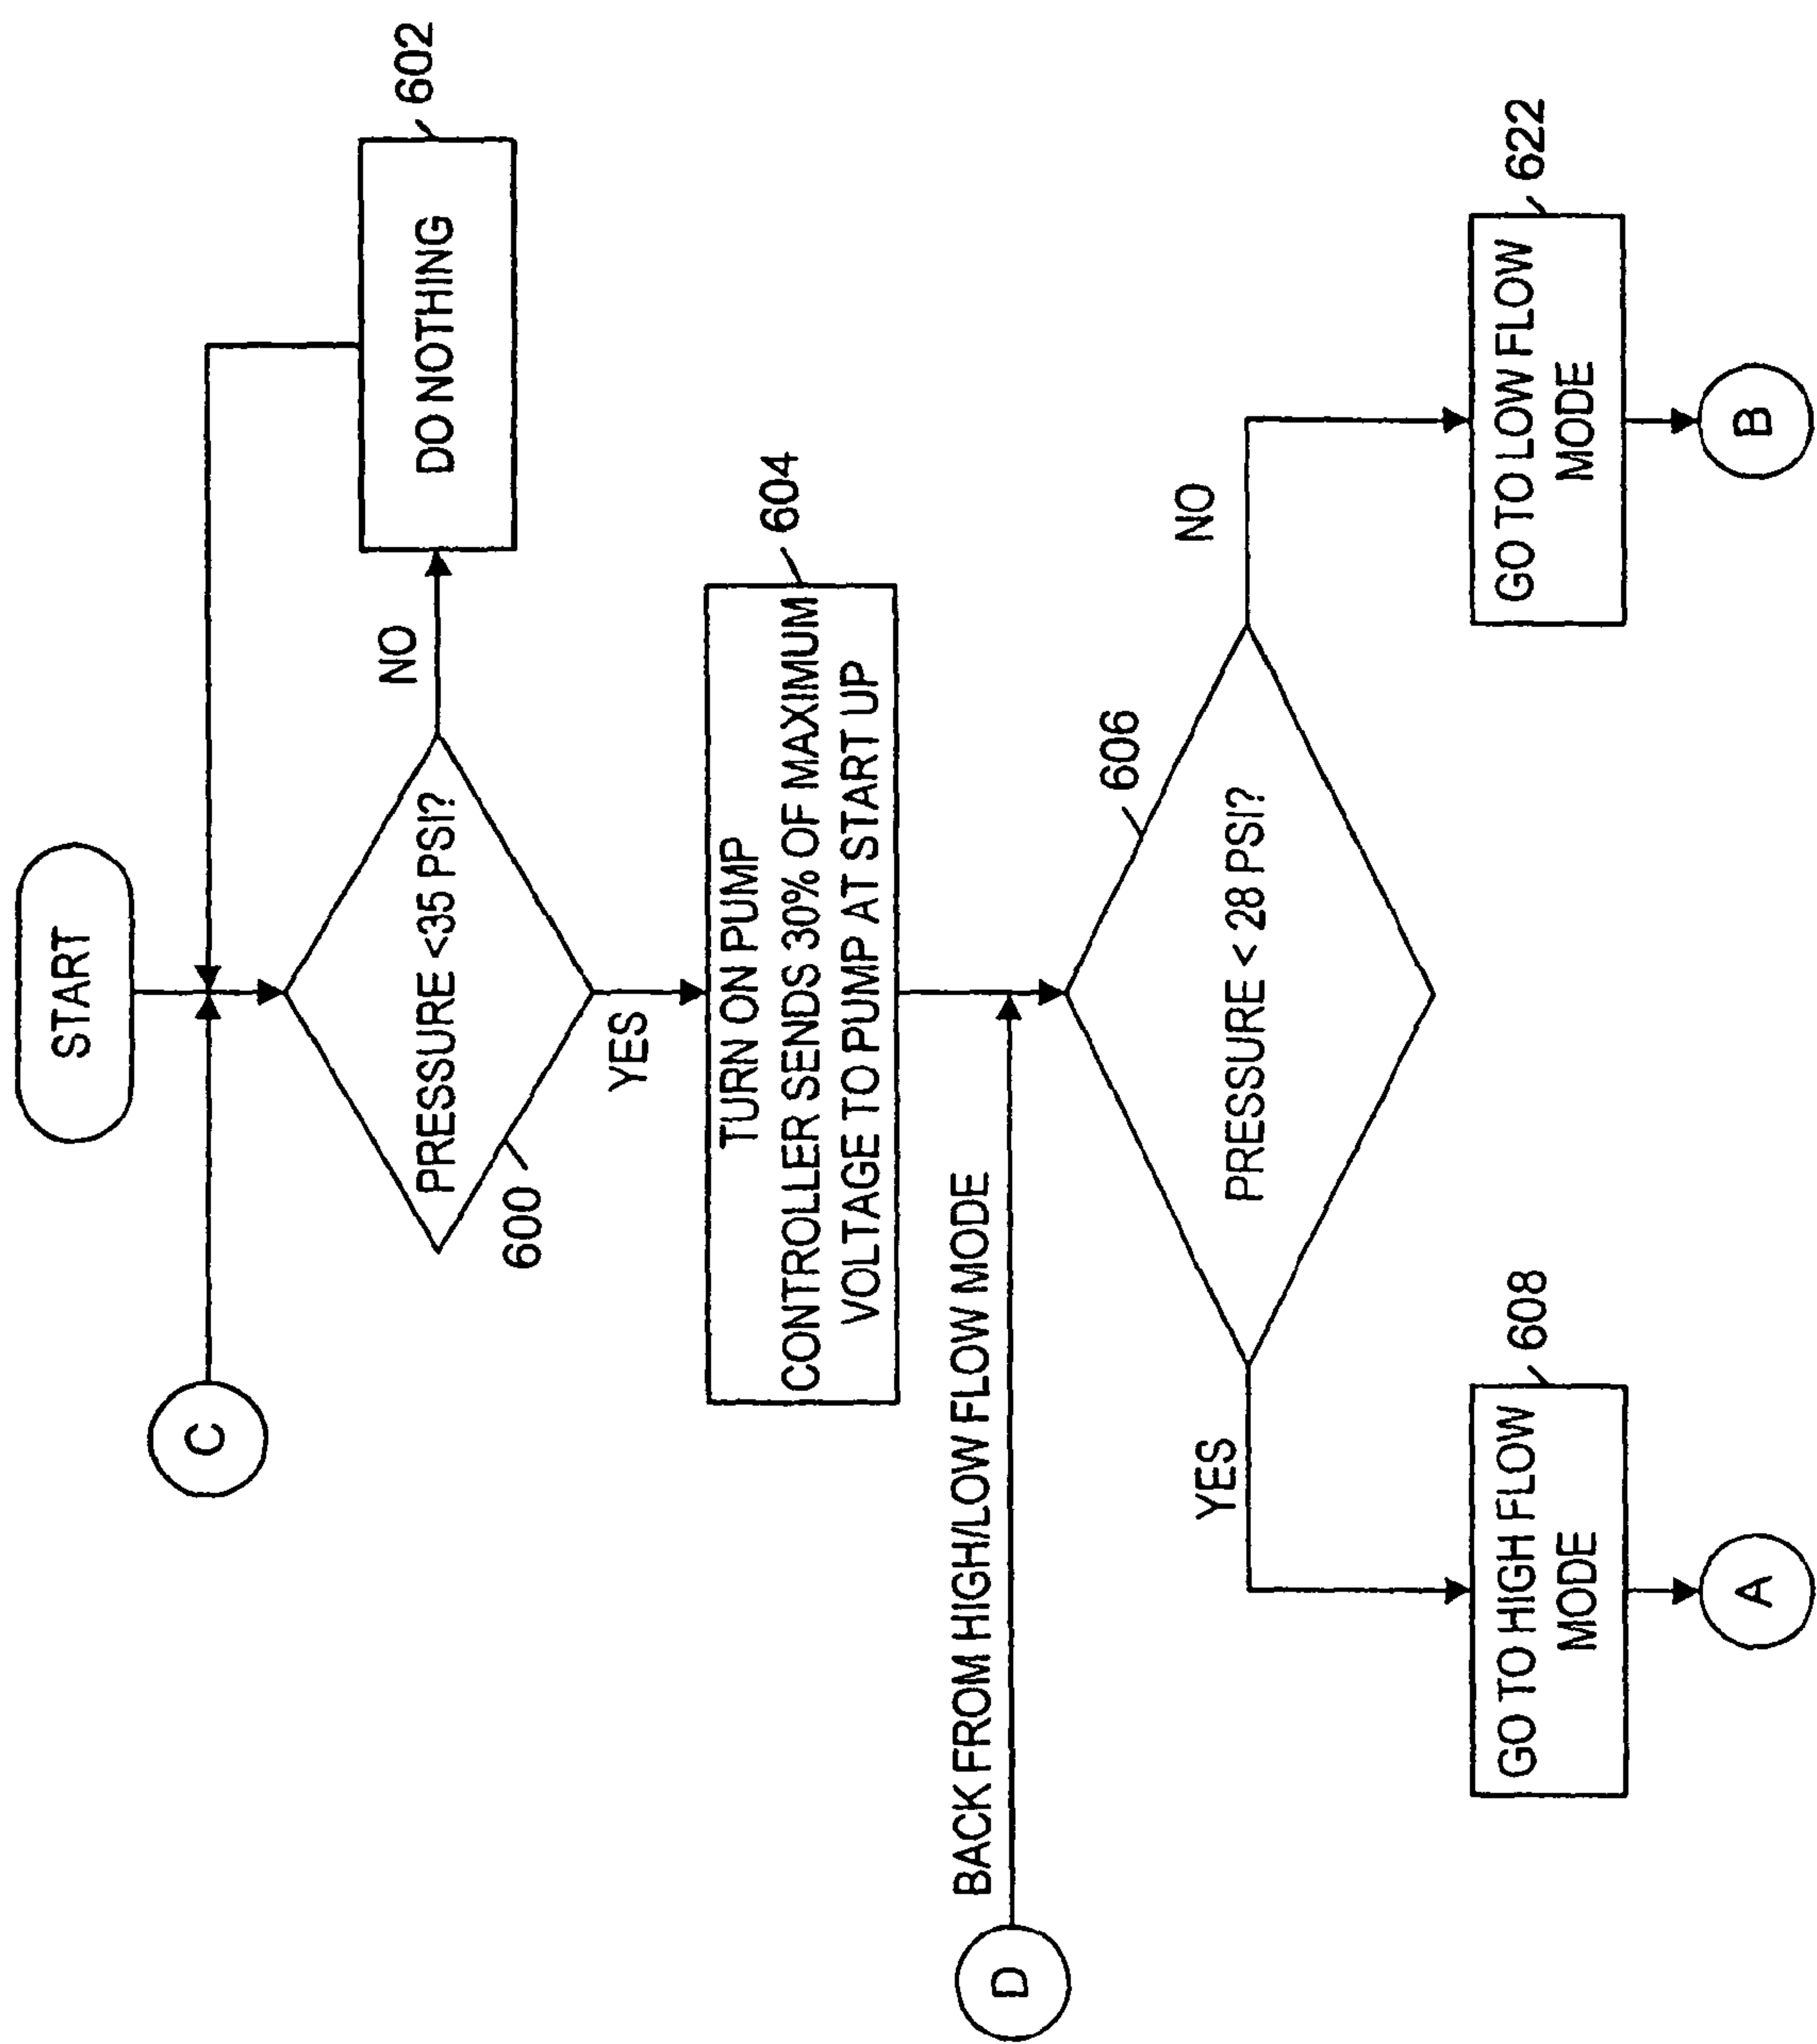 START
C
PRESSURE <35 PSI?
600
NO
DO NOTHING
602
YES
TURN ON PUMP
CONTROLLER SENDS 30% OF MAXIMUM
VOLTAGE TO PUMP AT START UP
604
D
BACK FROM HIGH/LOW FLOW MODE
606
PRESSURE < 28 PSI?
YES
NO
GO TO HIGH FLOW
MODE
608
GO TO LOW FLOW
MODE
622
A
B